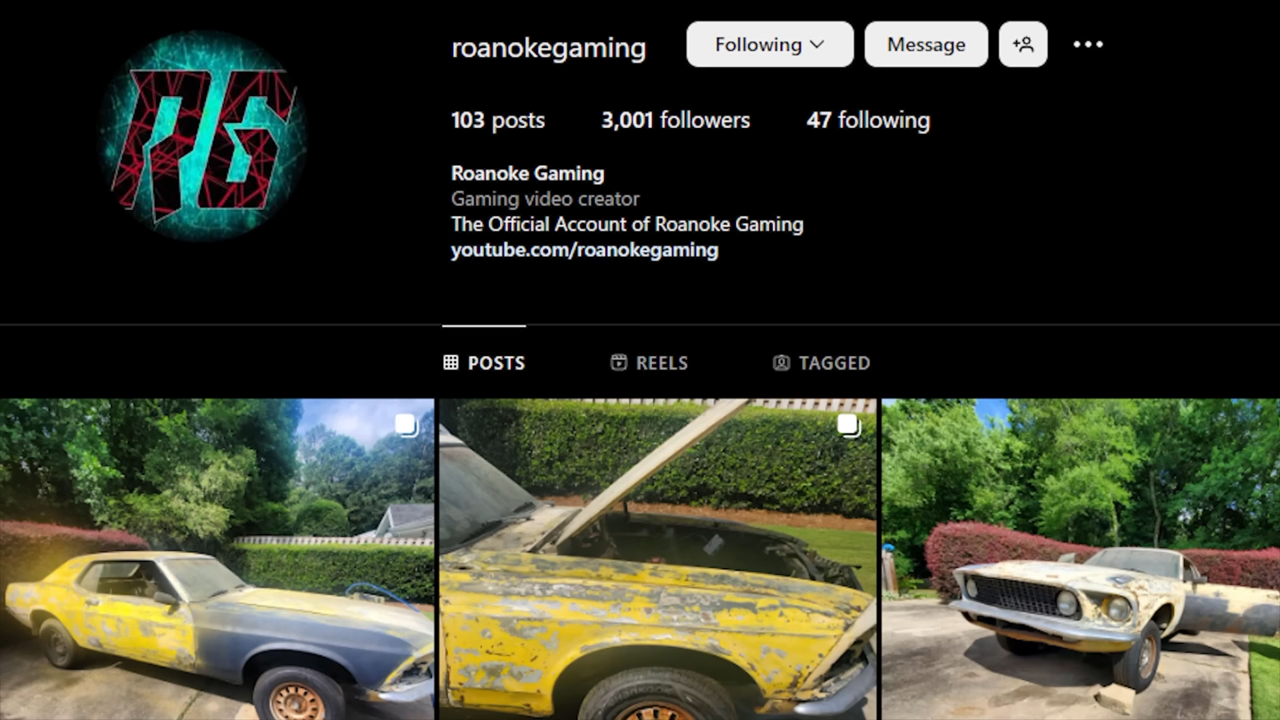 RG
roanokegaming
Following
Message
103 posts
3,001 followers
47 following
Roanoke Gaming
Gaming video creator
The Official Account of Roanoke Gaming
youtube.com/roanokegaming
POSTS
REELS
TAGGED